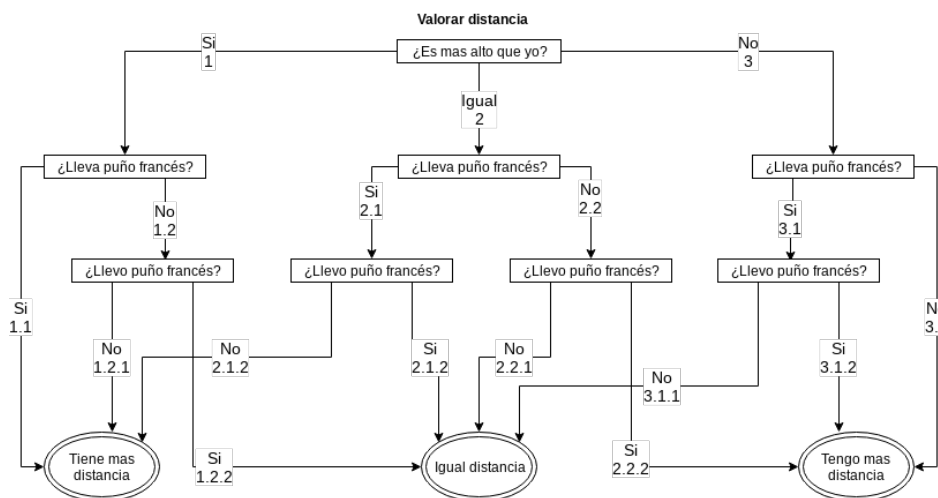 Valorar distancia
¿Es mas alto que yo?
Si
1
Igual
2
No
3
¿Lleva puño francés?
¿Lleva puño francés?
¿Lleva puño francés?
No
1.2
Si
2.1
No
2.2
Si
3.1
¿Llevo puño francés?
¿Llevo puño francés?
¿Llevo puño francés?
¿Llevo puño francés?
Si
1.1
No
1.2.1
No
2.1.2
Si
2.1.2
No
2.2.1
No
3.1.1
Si
3.1.2
N
3.
Si
1.2.2
Si
2.2.2
Tiene mas
distancia
Igual distancia
Tengo mas
distancia